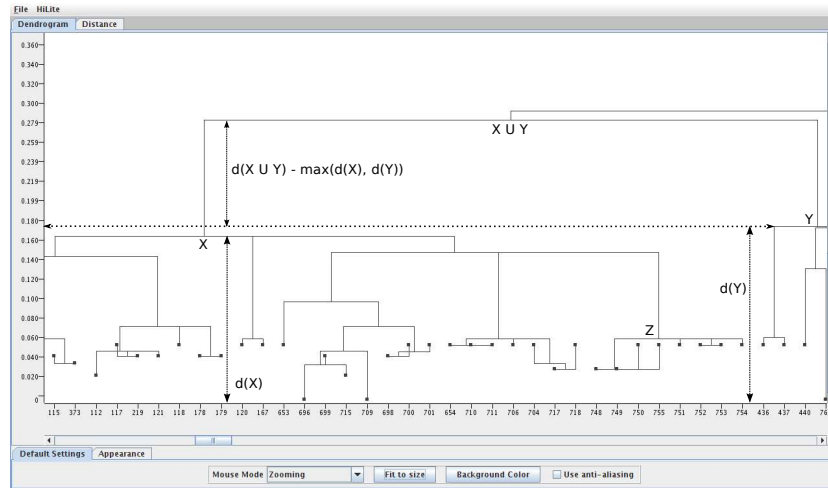 File HiLite
Dendrogram Distance
0.360
0.340
0.320
0.300
0.279
X U Y
0.259
0.239
d(X U Y) - max(d(X), d(Y))
0.219
0.199
0.180
Y
0.160
X
0.140
0.120
d(Y)
0.100
0.080
Z
0.060
0.040
0.020
d(X)
0
115 373 112 117 219 121 118 178 179 120 167 653 696 699 715 709 698 700 701 654 710 711 706 704 717 718 748 749 750 755 751 752 753 754 436 437 440 76
Default Settings Appearance
Mouse Mode Zooming Fit to size Background Color Use anti-aliasing